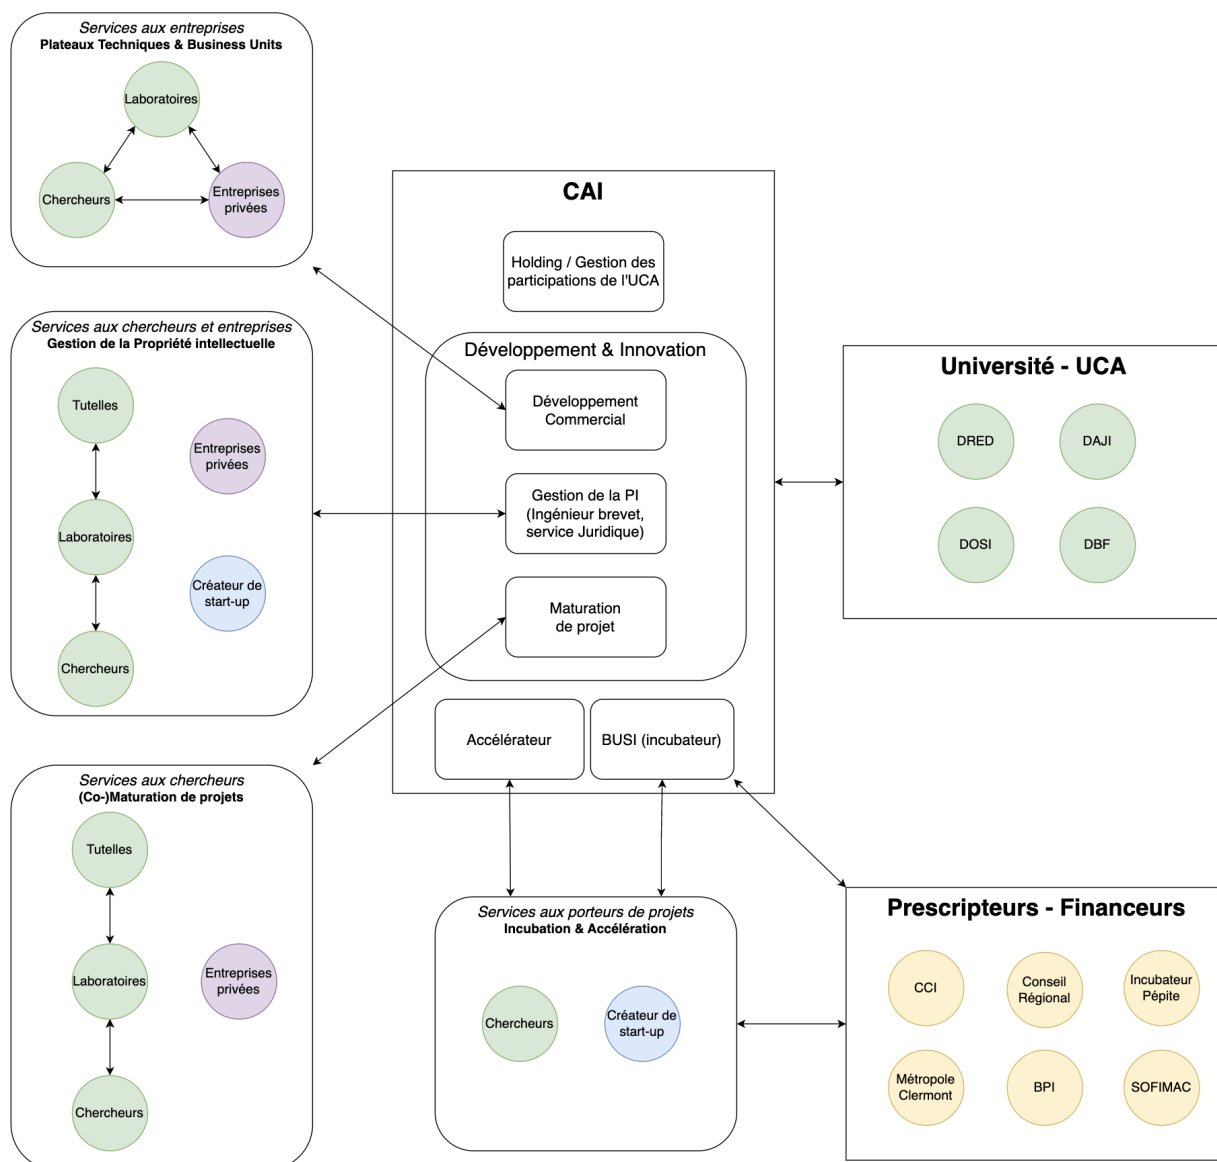 Services aux entreprises
Plateaux Techniques & Business Units
Laboratoires
Chercheurs
Entreprises
privées
Services aux chercheurs et entreprises
Gestion de la Propriété intellectuelle
Tutelles
Entreprises
privées
Laboratoires
Créateur de
start-up
Chercheurs
Services aux chercheurs
(Co-)Maturation de projets
Tutelles
Laboratoires
Entreprises
privées
Chercheurs
CAI
Holding / Gestion des
participations de l'UCA
Développement & Innovation
Développement
Commercial
Gestion de la PI
(Ingénieur brevet,
service Juridique)
Maturation
de projet
Accélérateur
BUSI (incubateur)
Services aux porteurs de projets
Incubation & Accélération
Chercheurs
Créateur de
start-up
Université - UCA
DRED
DAJI
DOSI
DBF
Prescripteurs - Financeurs
CCI
Conseil
Régional
Incubateur
Pépite
Métropole
Clermont
BPI
SOFIMAC